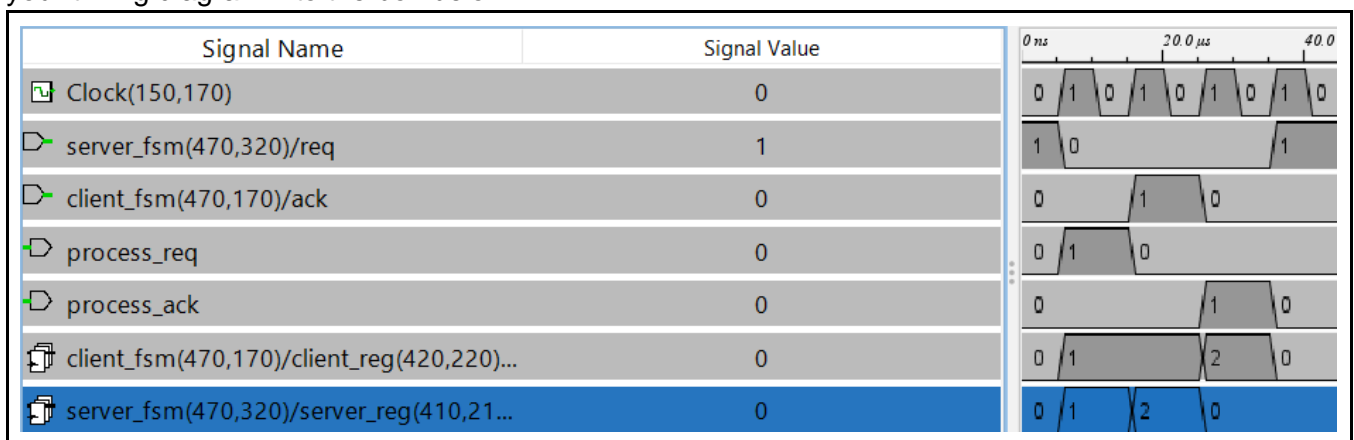 Signal Name Signal Value 0 ns 20.0 µs 40.0
Clock(150,170) 0 0 1 0 1 0 1 0 1 0
server_fsm(470,320)/req 1 1 0 1
client_fsm(470,170)/ack 0 0 1 0
process_req 0 0 1 0
process_ack 0 0 1 0
client_fsm(470,170)/client_reg(420,220)... 0 0 1 2 0
server_fsm(470,320)/server_reg(410,21... 0 0 1 2 0